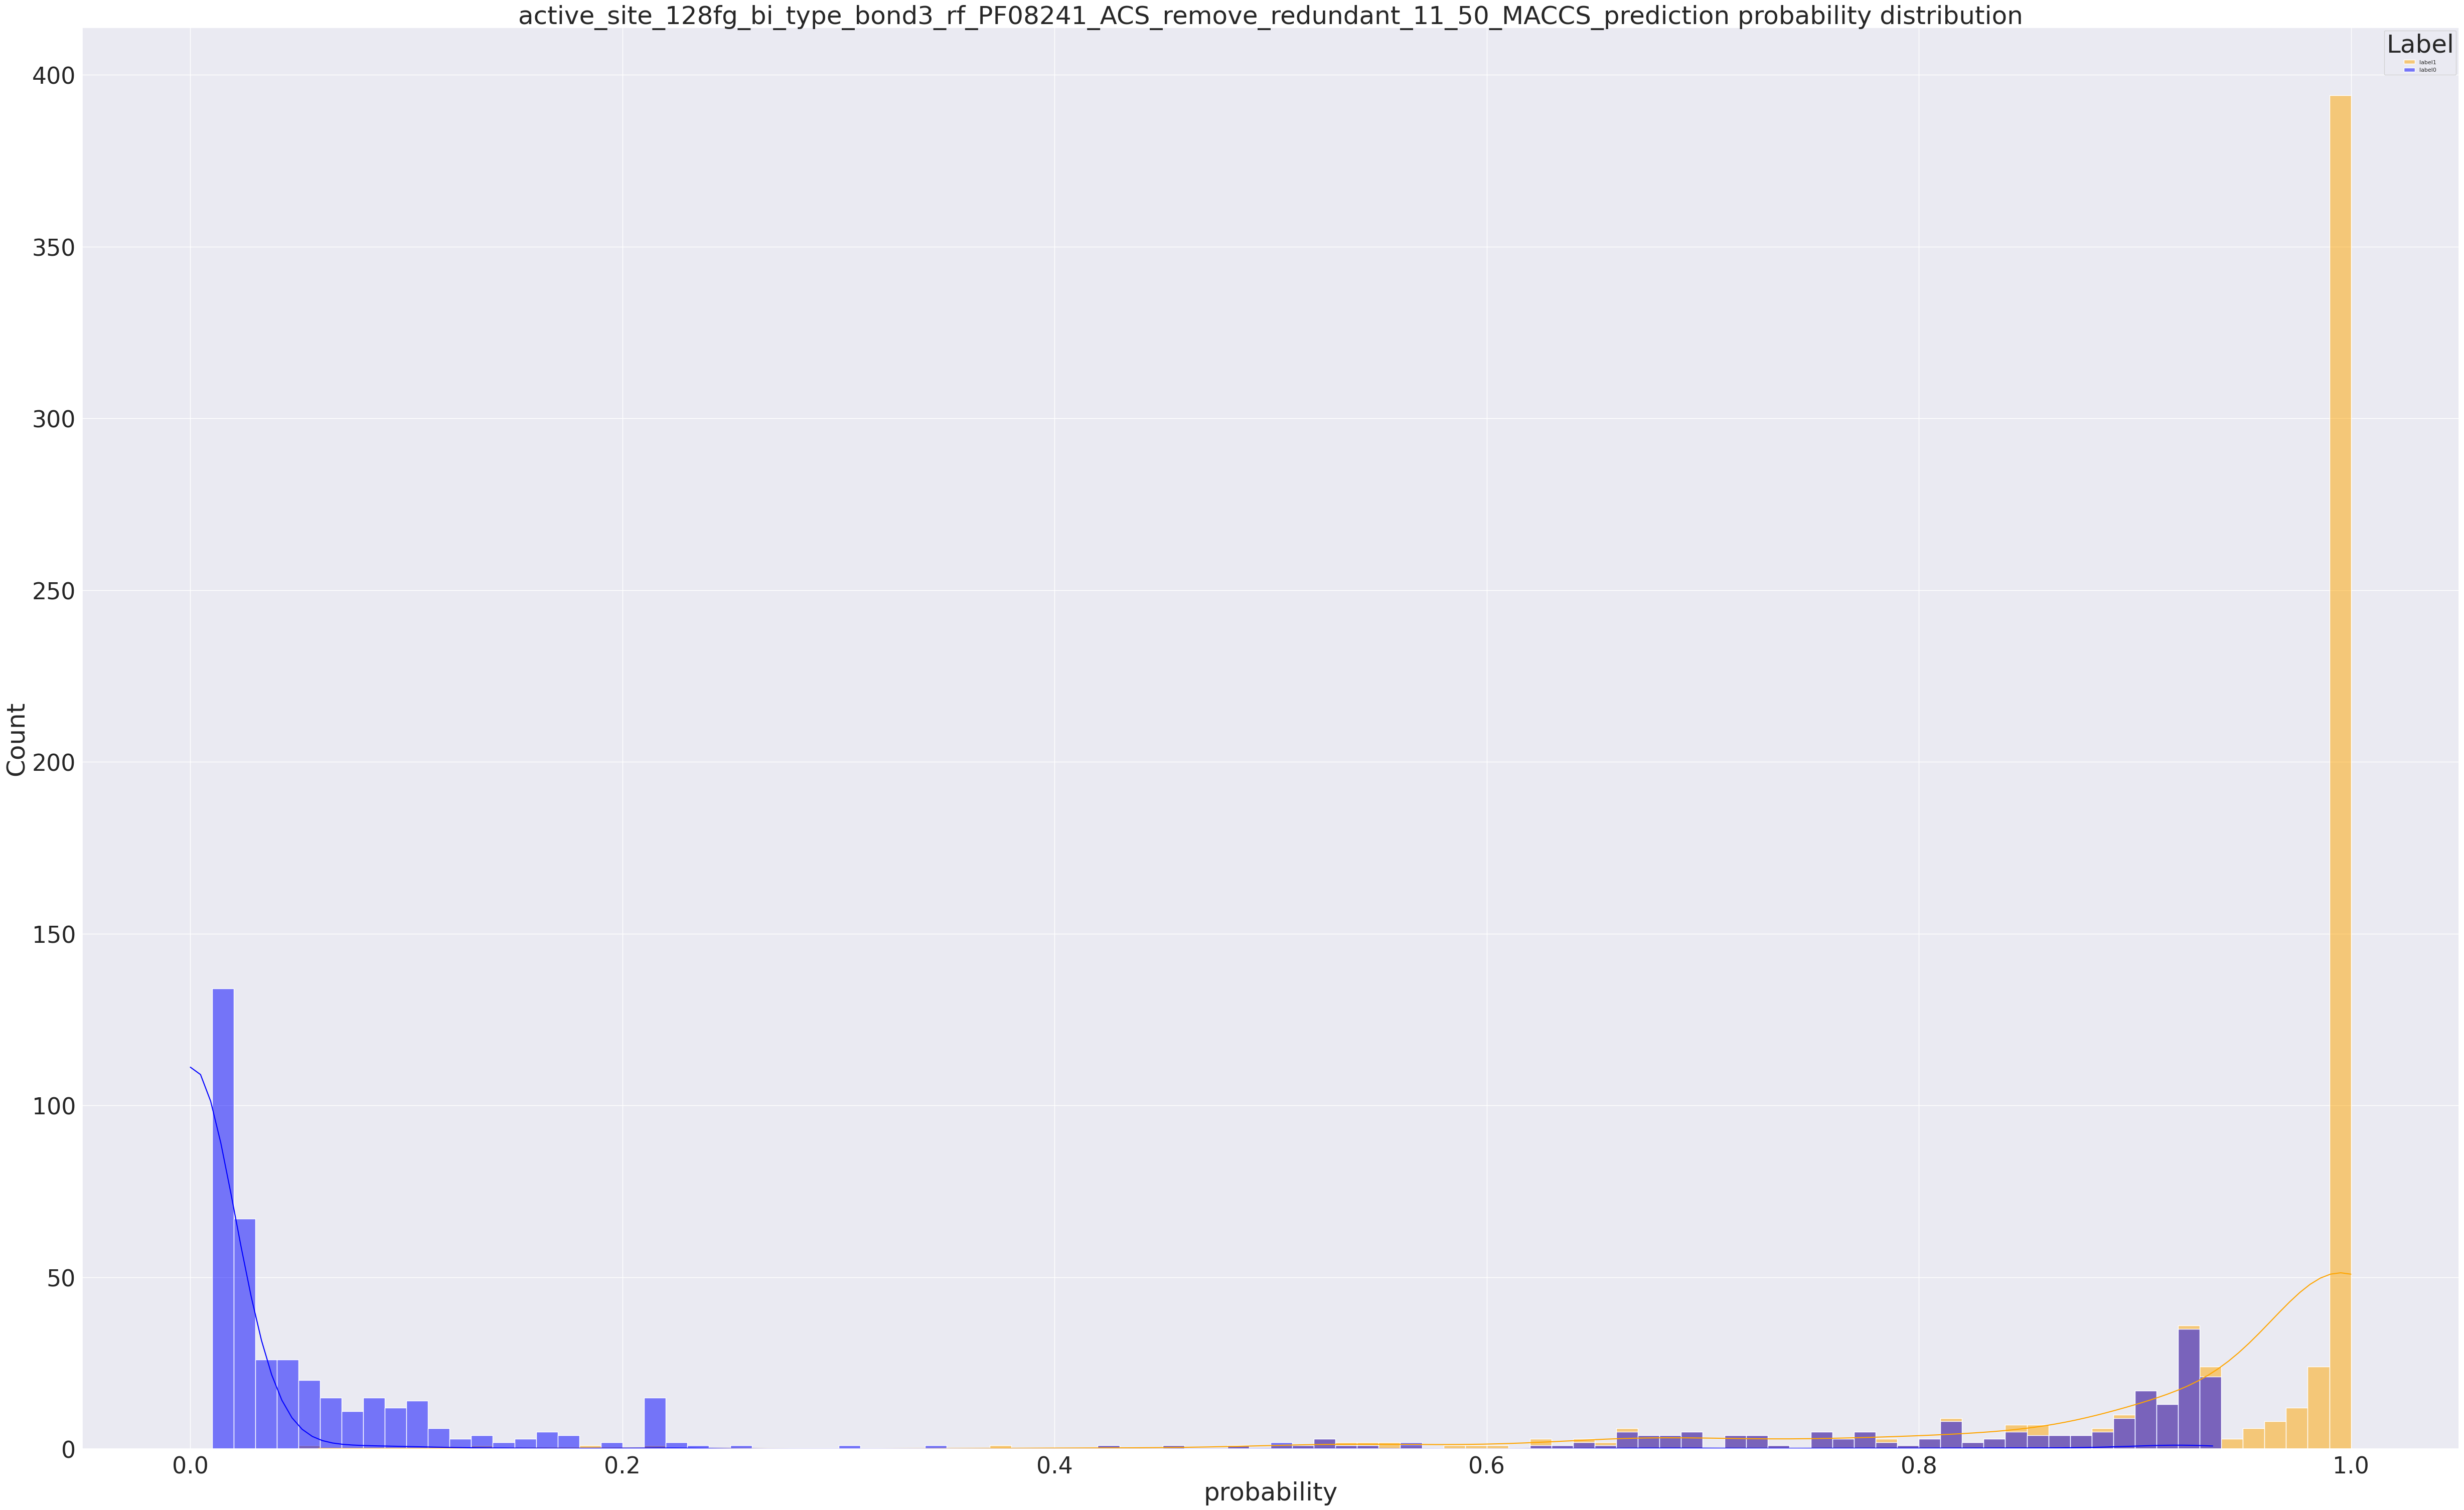 active_site_128fg_bi_type_bond3_rf_PF08241_ACS_remove_redundant_11_50_MACCS_prediction probability distribution
Label
label1
label0
400
350
300
250
200
150
100
50
0
Count
0.0 0.2 0.4 0.6 0.8 1.0
probability